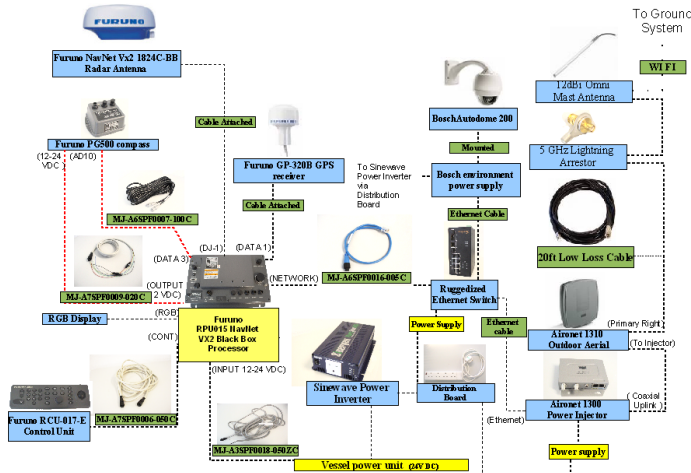 To Ground
System
FURUNO
WIFI
Furuno NavNet Vx2 1824C-BB
Radar Antenna
12dBi Omni
Mast Antenna
Cable Attached
BoschAutodome 200
Furuno PG500 compass
Mounted
5 GHz Lightning
Arrestor
(12-24
VDC )
(AD10)
Furuno GP-320B GPS
receiver
To Sinewave
Power Inverter
via
Distribution
Board
Bosch environment
power supply
Cable Attached
Ethernet Cable
MJ-A6SPF0007-100C
(DJ-1)
(DATA 1)
(DATA 3)
20ft Low Loss Cable
(NETWORK)
MJ-A6SPF0016-005C
(OUTPUT
2 VDC)
MJ-A7SPF0009-020C
Ruggedized
Ethernet Switch
RGB Display
(RGB)
Furuno
RPU015 NavNet
VX2 Black Box
Processor
Power Supply
Ethernet
cable
(Primary Right)
Aironet 1310
Outdoor Aerial
(CONT)
(To Injector)
(INPUT 12-24 VDC)
Sinewave Power
Inverter
Distribution
Board
( Coaxial
Uplink )
Aironet 1300
Power Injector
Furuno RCU-017-E
Control Unit
MJ-A7SPF0006-050C
(Ethernet)
MJ-A3SPF0018-050ZC
Power supply
Vessel power unit (24V DC)